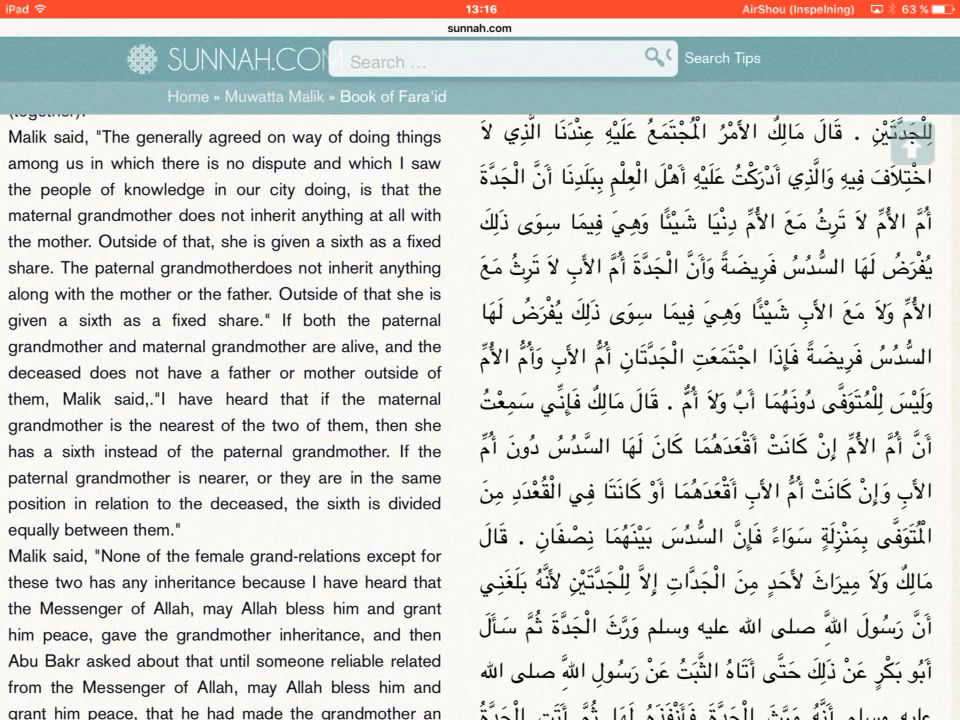 iPad 13:16 AirShou (Inspelning) 63 %
sunnah.com
SUNNAH.COM Search ... Search Tips
Home » Muwatta Malik » Book of Fara'id
(together).
Malik said, "The generally agreed on way of doing things
among us in which there is no dispute and which I saw
the people of knowledge in our city doing, is that the
maternal grandmother does not inherit anything at all with
the mother. Outside of that, she is given a sixth as a fixed
share. The paternal grandmotherdoes not inherit anything
along with the mother or the father. Outside of that she is
given a sixth as a fixed share." If both the paternal
grandmother and maternal grandmother are alive, and the
deceased does not have a father or mother outside of
them, Malik said,."I have heard that if the maternal
grandmother is the nearest of the two of them, then she
has a sixth instead of the paternal grandmother. If the
paternal grandmother is nearer, or they are in the same
position in relation to the deceased, the sixth is divided
equally between them."
Malik said, "None of the female grand-relations except for
these two has any inheritance because I have heard that
the Messenger of Allah, may Allah bless him and grant
him peace, gave the grandmother inheritance, and then
Abu Bakr asked about that until someone reliable related
from the Messenger of Allah, may Allah bless him and
grant him peace, that he had made the grandmother an
لِلْجَدَّتَيْنِ . قَالَ مَالِكٌ الأَمْرُ الْمُجْتَمَعُ عَلَيْهِ عِنْدَنَا الَّذِي لاَ
اخْتِلاَفَ فِيهِ وَالَّذِي أَدْرَكْتُ عَلَيْهِ أَهْلَ الْعِلْمِ بِبَلَدِنَا أَنَّ الْجَدَّةَ
أُمَّ الأُمِّ لاَ تَرِثُ مَعَ الأُمِّ دِنْيَا شَيْئًا وَهِيَ فِيمَا سِوَى ذَلِكَ
يُفْرَضُ لَهَا السُّدُسُ فَرِيضَةً وَأَنَّ الْجَدَّةَ أُمَّ الأَبِ لاَ تَرِثُ مَعَ
الأُمِّ وَلاَ مَعَ الأَبِ شَيْئًا وَهِيَ فِيمَا سِوَى ذَلِكَ يُفْرَضُ لَهَا
السُّدُسُ فَرِيضَةً فَإِذَا اجْتَمَعَتِ الْجَدَّتَانِ أُمُّ الأَبِ وَأُمُّ الأُمِّ
وَلَيْسَ لِلْمُتَوَفَّى دُونَهُمَا أَبٌ وَلاَ أُمٌّ . قَالَ مَالِكٌ فَإِنِّي سَمِعْتُ
أَنَّ أُمَّ الأُمِّ إِنْ كَانَتْ أَقْعَدَهُمَا كَانَ لَهَا السُّدُسُ دُونَ أُمِّ
الأَبِ وَإِنْ كَانَتْ أُمُّ الأَبِ أَقْعَدَهُمَا أَوْ كَانَتَا فِي الْقُعْدَدِ مِنَ
الْمُتَوَفَّى بِمَنْزِلَةٍ سَوَاءً فَإِنَّ السُّدُسَ بَيْنَهُمَا نِصْفَانِ . قَالَ
مَالِكٌ وَلاَ مِيرَاثَ لأَحَدٍ مِنَ الْجَدَّاتِ إِلاَّ لِلْجَدَّتَيْنِ لأَنَّهُ بَلَغَنِي
أَنَّ رَسُولَ اللَّهِ صلى الله عليه وسلم وَرَّثَ الْجَدَّةَ ثُمَّ سَأَلَ
أَبُو بَكْرٍ عَنْ ذَلِكَ حَتَّى أَتَاهُ الثَّبَتُ عَنْ رَسُولِ اللَّهِ صلى الله
عليه وسلم أَنَّهُ وَرَّثَ الْجَدَّةَ فَأَنْفَذَهُ لَهَا ثُمَّ أَتَتِ الْجَدَّةُ